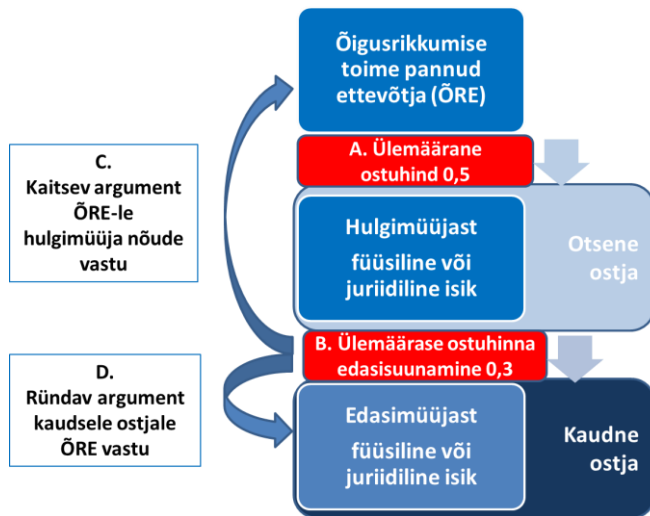 Õigusrikkumise
toime pannud
ettevõtja (ÕRE)
A. Ülemäärane
ostuhind 0,5
C.
Kaitsev argument
ÕRE-le
hulgimüüja nõude
vastu
Hulgimüüjast
füüsiline või
juriidiline isik
Otsene
ostja
B. Ülemäärase ostuhinna
edasisuunamine 0,3
D.
Ründav argument
kaudsele ostjale
ÕRE vastu
Edasimüüjast
füüsiline või
juriidiline isik
Kaudne
ostja